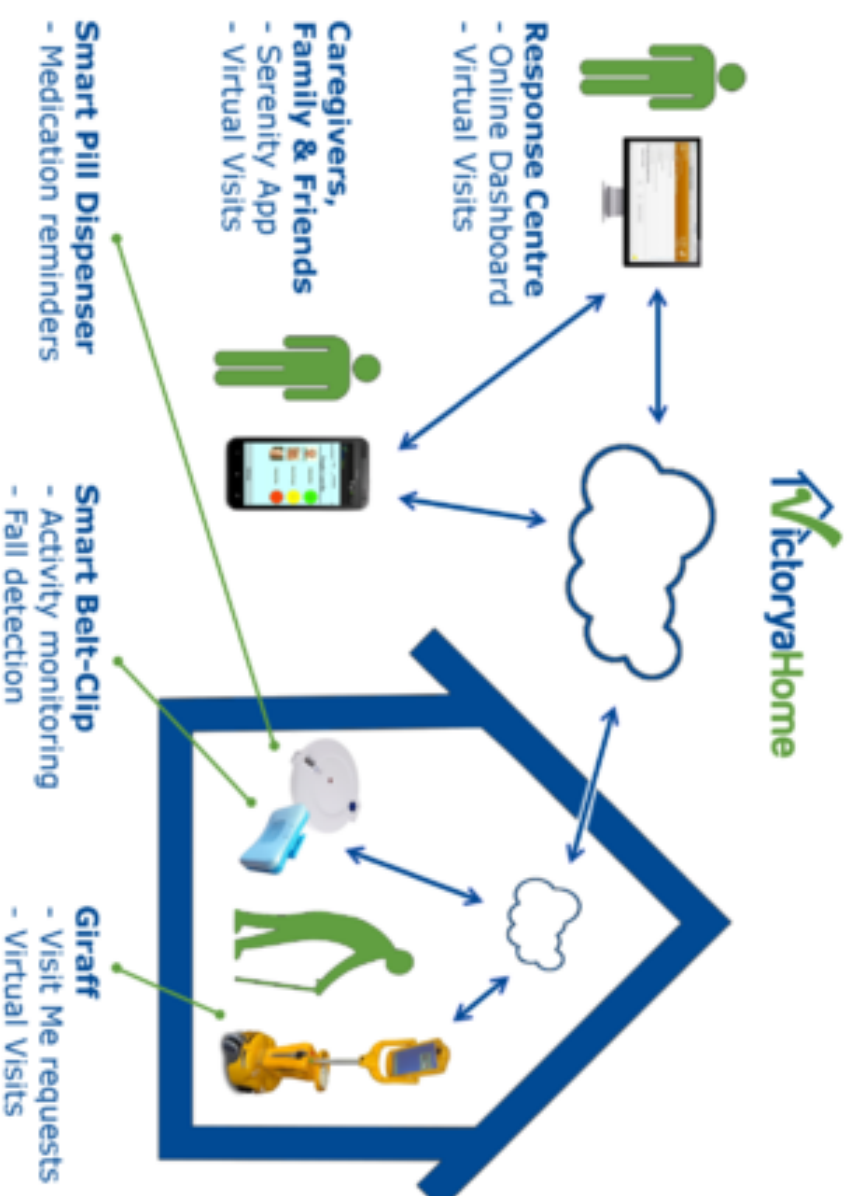 VictoryaHome
Response Centre
- Online Dashboard
- Virtual Visits
Caregivers,
Family & Friends
- Serenity App
- Virtual Visits
Smart Pill Dispenser
- Medication reminders
Smart Belt-Clip
- Activity monitoring
- Fall detection
Giraff
- Visit Me requests
- Virtual Visits